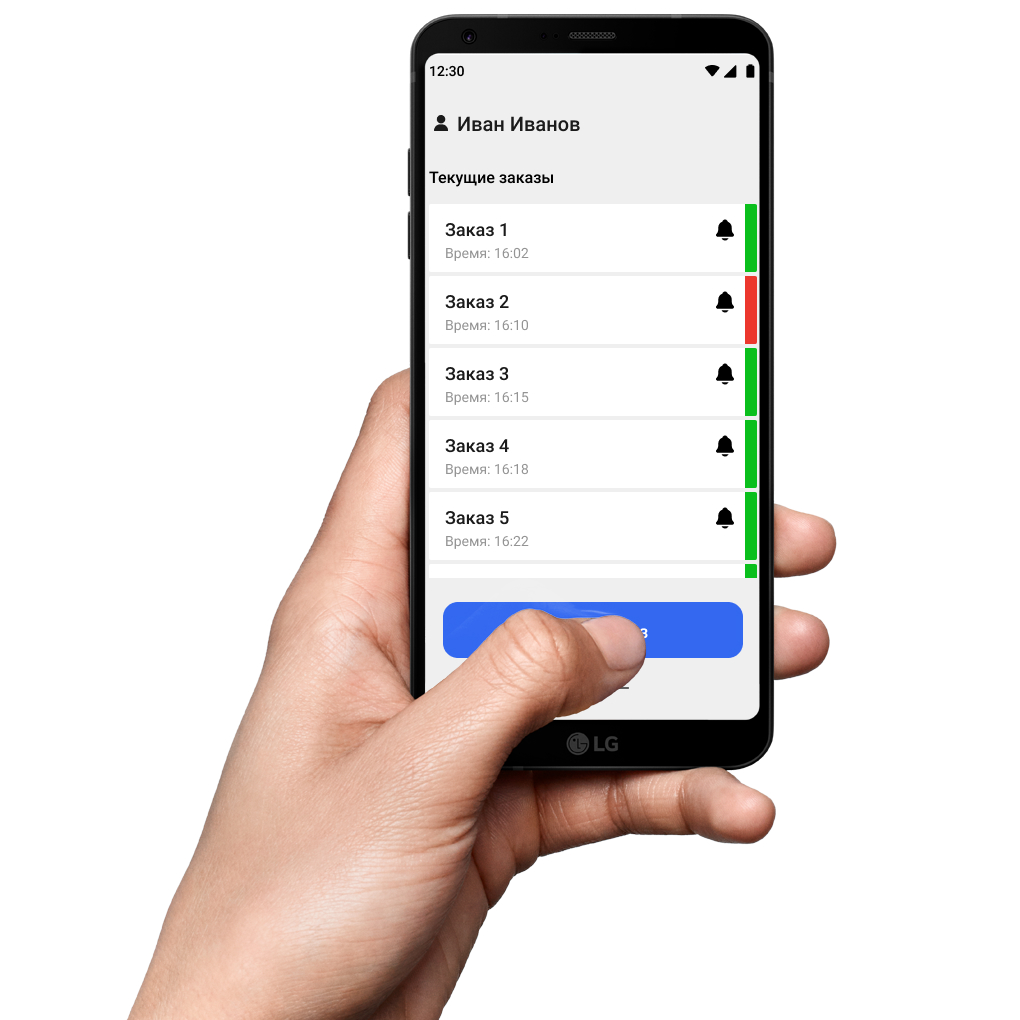 12:30
Иван Иванов
Текущие заказы
Заказ 1
Время: 16:02
Заказ 2
Время: 16:10
Заказ 3
Время: 16:15
Заказ 4
Время: 16:18
Заказ 5
Время: 16:22
LG